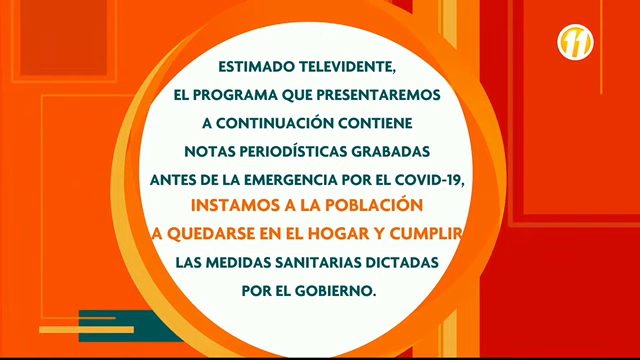 11
ESTIMADO TELEVIDENTE,
EL PROGRAMA QUE PRESENTAREMOS
A CONTINUACIÓN CONTIENE
NOTAS PERIODÍSTICAS GRABADAS
ANTES DE LA EMERGENCIA POR EL COVID-19,
INSTAMOS A LA POBLACIÓN
A QUEDARSE EN EL HOGAR Y CUMPLIR
LAS MEDIDAS SANITARIAS DICTADAS
POR EL GOBIERNO.